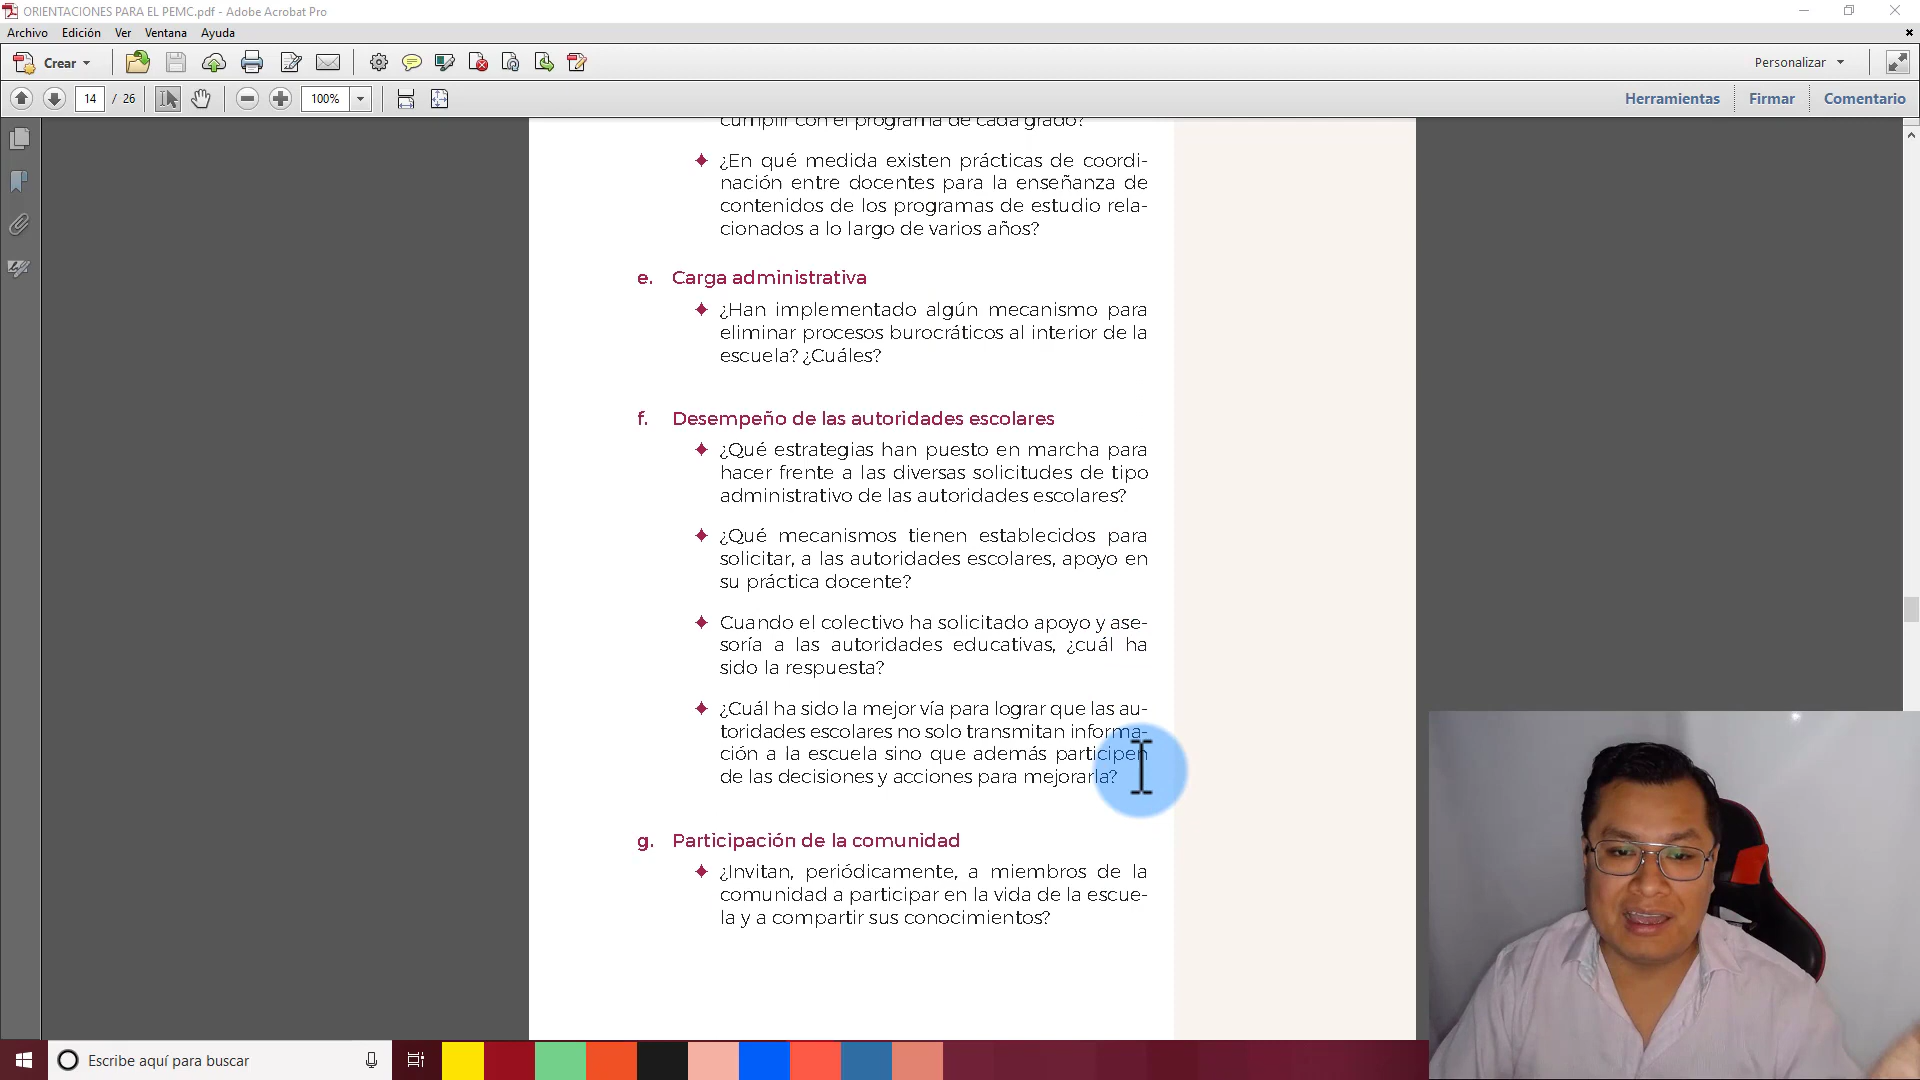 ORIENTACIONES PARA EL PEMC.pdf - Adobe Acrobat Pro
Archivo Edición Ver Ventana Ayuda
Crear
Personalizar
14 / 26 100%
Herramientas Firmar Comentario
cumplir con el programa de cada grado?
¿En qué medida existen prácticas de coordi-
nación entre docentes para la enseñanza de
contenidos de los programas de estudio rela-
cionados a lo largo de varios años?
e. Carga administrativa
¿Han implementado algún mecanismo para
eliminar procesos burocráticos al interior de la
escuela? ¿Cuáles?
f. Desempeño de las autoridades escolares
¿Qué estrategias han puesto en marcha para
hacer frente a las diversas solicitudes de tipo
administrativo de las autoridades escolares?
¿Qué mecanismos tienen establecidos para
solicitar, a las autoridades escolares, apoyo en
su práctica docente?
Cuando el colectivo ha solicitado apoyo y ase-
soría a las autoridades educativas, ¿cuál ha
sido la respuesta?
¿Cuál ha sido la mejor vía para lograr que las au-
toridades escolares no solo transmitan informa-
ción a la escuela sino que además participen
de las decisiones y acciones para mejorarla?
g. Participación de la comunidad
¿Invitan, periódicamente, a miembros de la
comunidad a participar en la vida de la escue-
la y a compartir sus conocimientos?
Escribe aquí para buscar